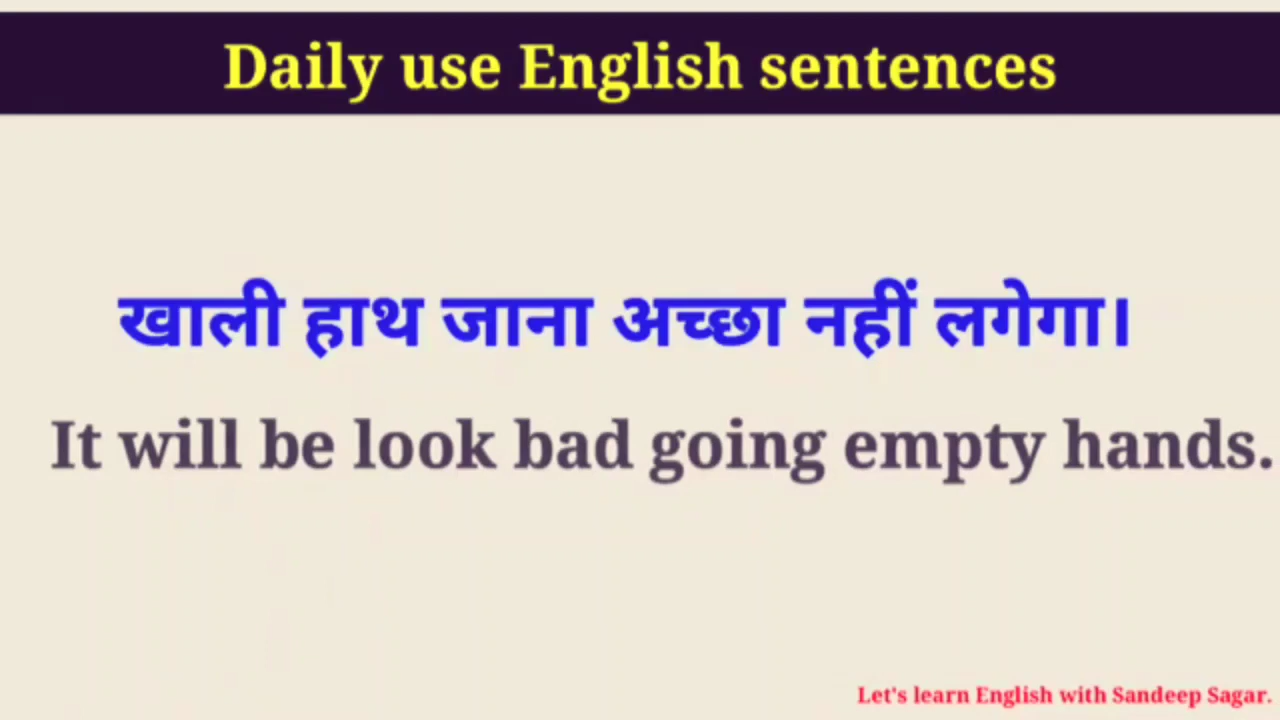 Daily use English sentences
खाली हाथ जाना अच्छा नहीं लगेगा।
It will be look bad going empty hands.
Let's learn English with Sandeep Sagar.